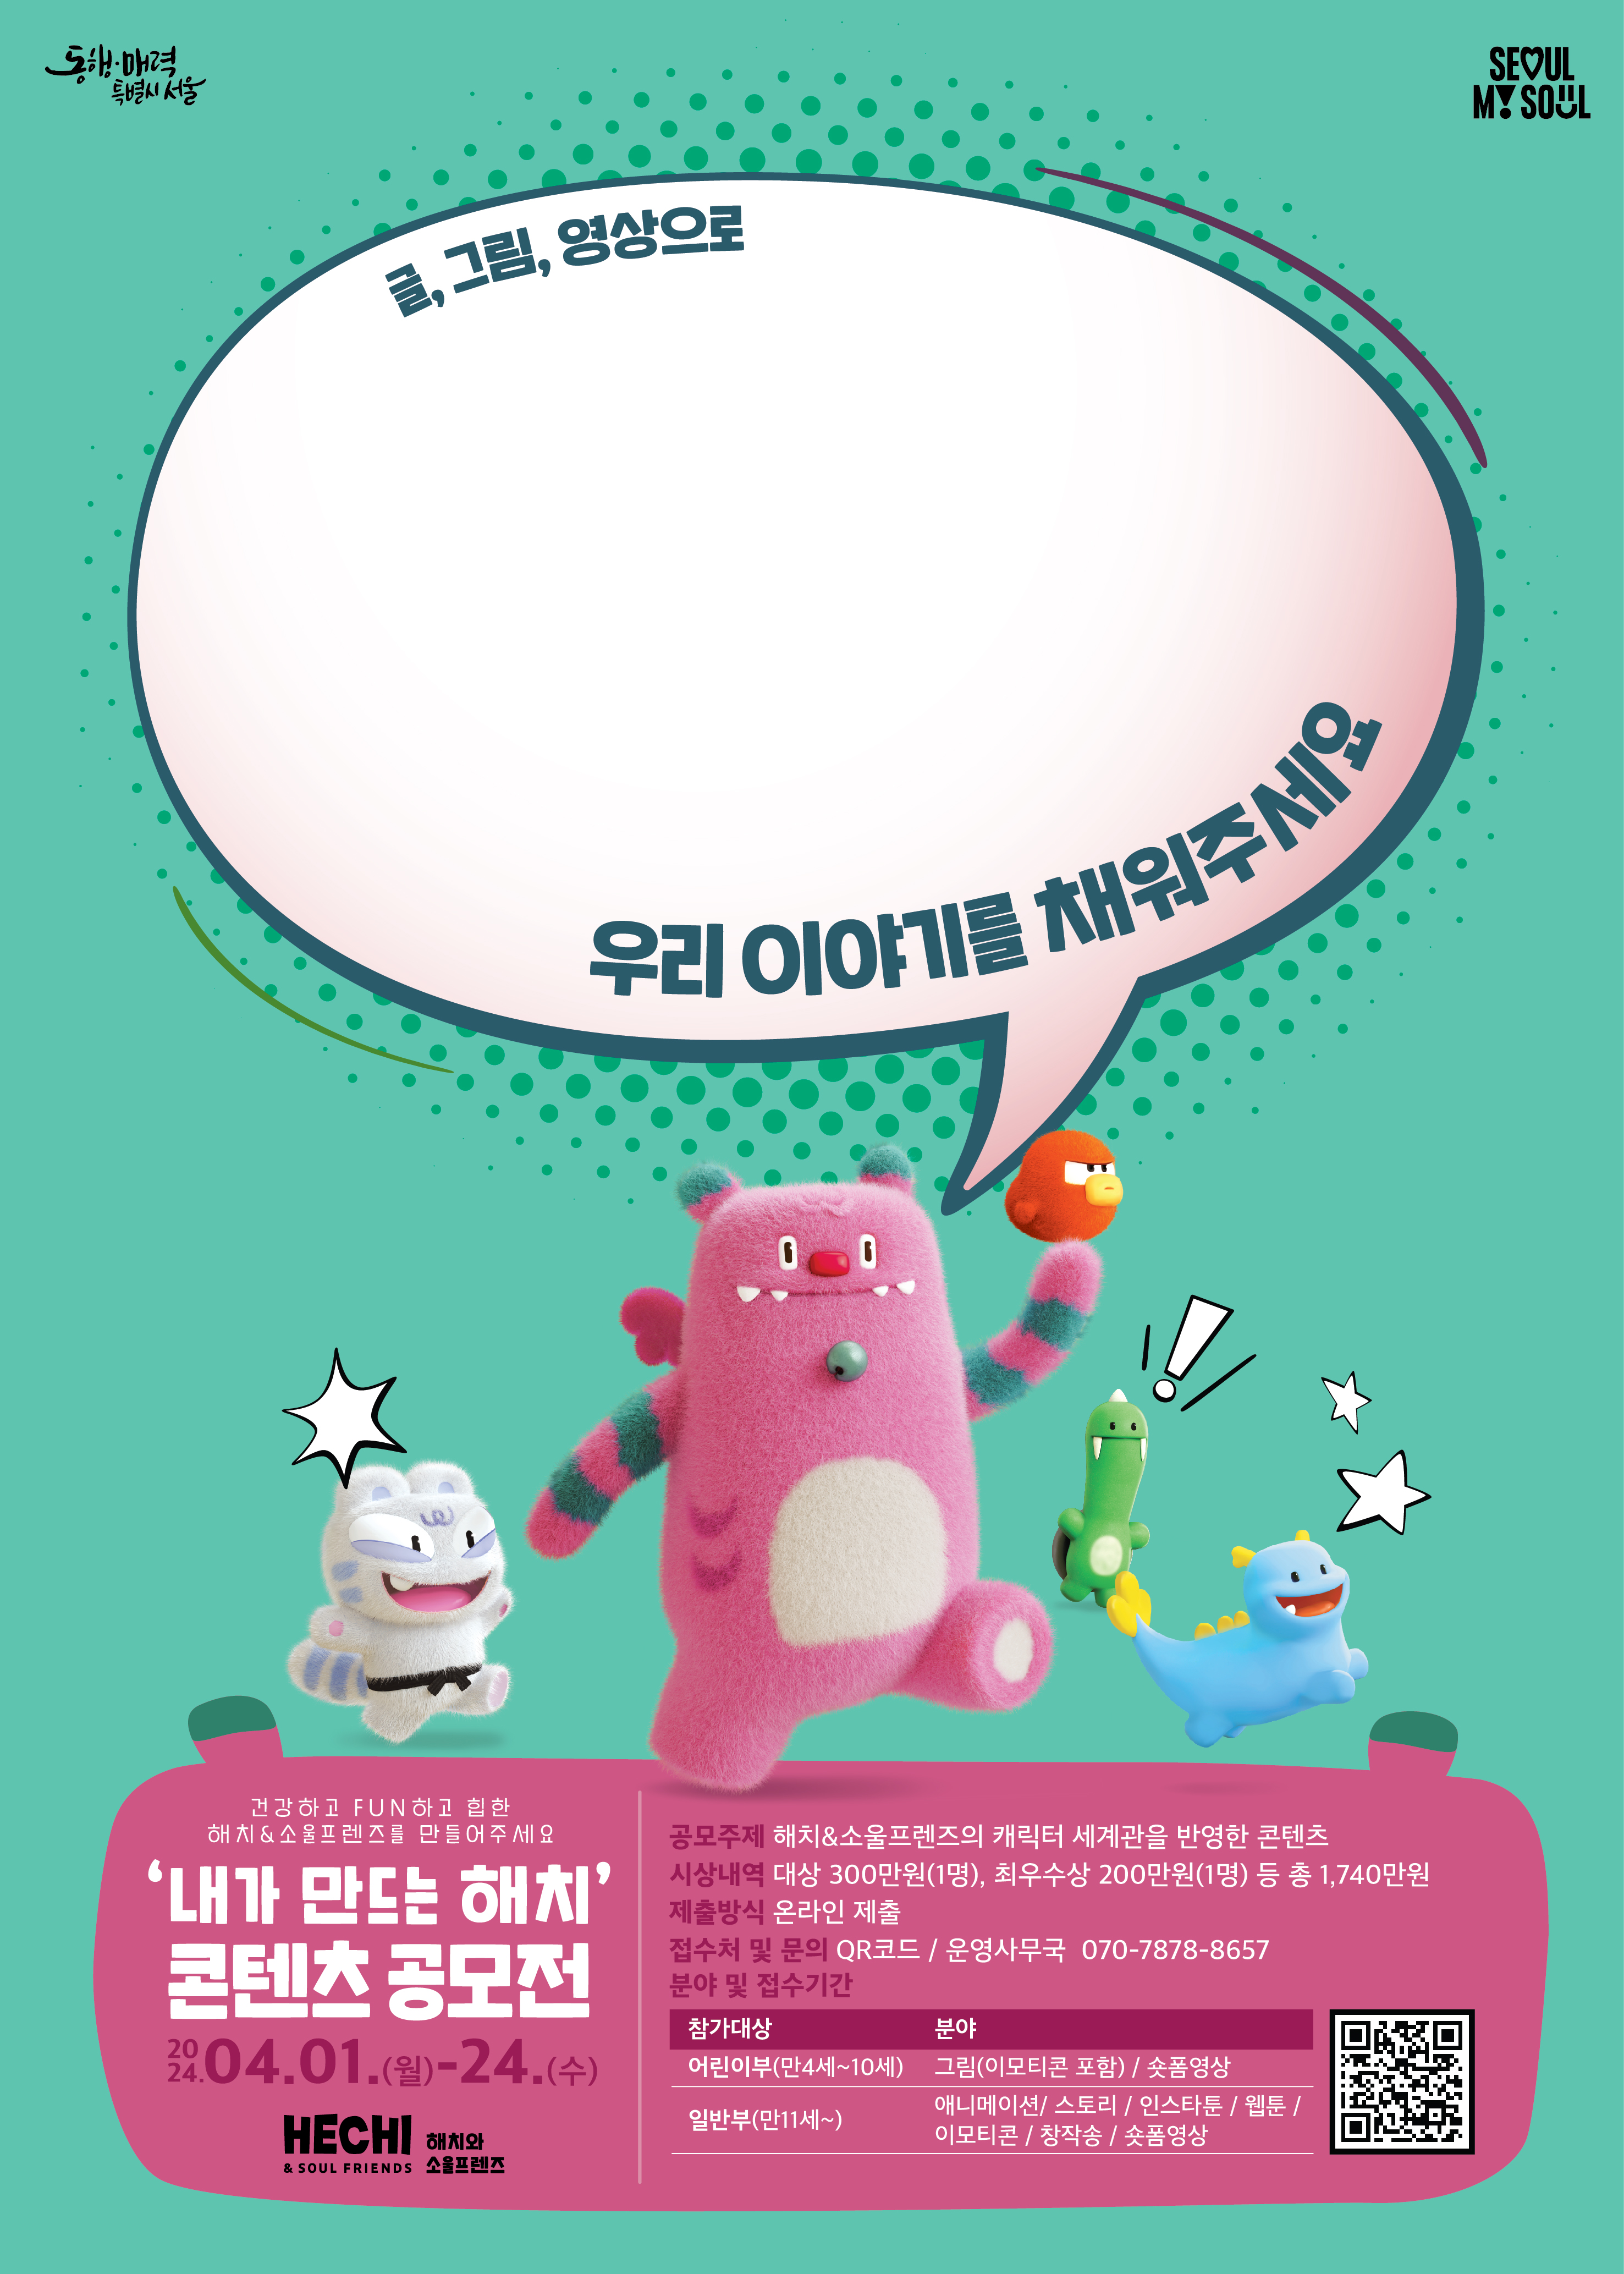 동행·매력
특별시 서울
SEOUL
MY SOUL
글, 그림, 영상으로
우리 이야기를 채워주세요
건강하고 FUN하고 힙한
해치&소울프렌즈를 만들어주세요
‘내가 만드는 해치’
콘텐츠 공모전
2024.04.01.(월)-24.(수)
HECHI
& SOUL FRIENDS
해치와
소울프렌즈
공모주제 해치&소울프렌즈의 캐릭터 세계관을 반영한 콘텐츠
시상내역 대상 300만원(1명), 최우수상 200만원(1명) 등 총 1,740만원
제출방식 온라인 제출
접수처 및 문의 QR코드 / 운영사무국 070-7878-8657
분야 및 접수기간
참가대상 분야
어린이부(만4세~10세) 그림(이모티콘 포함) / 숏폼영상
일반부(만11세~) 애니메이션/ 스토리 / 인스타툰 / 웹툰 /
이모티콘 / 창작송 / 숏폼영상